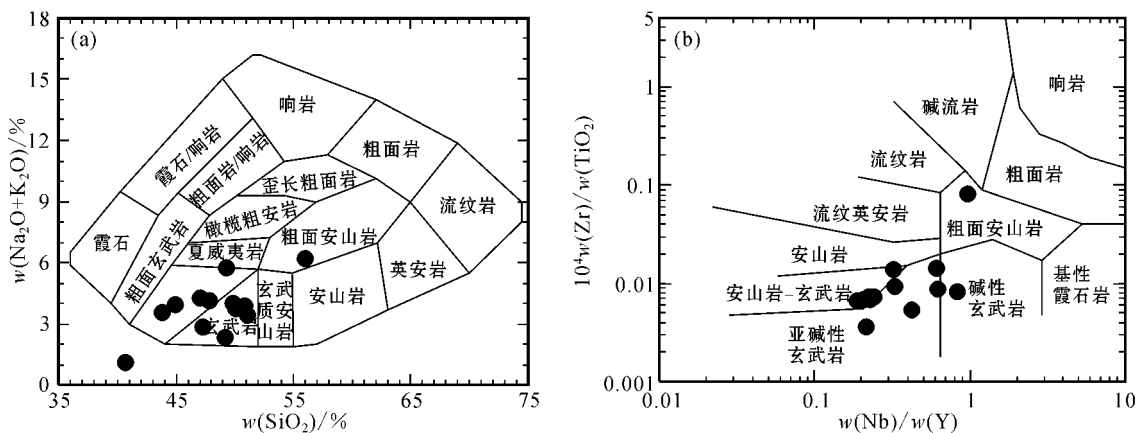 (a)
18
15
12
9
6
3
0
w(Na₂O+K₂O)/%
35
45
55
65
75
w(SiO₂)/%
响岩
霞石/响岩
粗面岩/响岩
粗面岩
歪长粗面岩
流纹岩
橄榄粗安岩
霞石
粗面玄武岩
夏威夷岩
粗面安山岩
英安岩
玄武
质安
山岩
安山岩
玄武岩
(b)
5
1
0.1
0.01
0.001
10⁴w(Zr)/w(TiO₂)
0.01
0.1
1
10
w(Nb)/w(Y)
响岩
碱流岩
流纹岩
粗面岩
流纹英安岩
粗面安山岩
安山岩
安山岩–玄武岩
碱性
玄武岩
基性
霞石岩
亚碱性
玄武岩